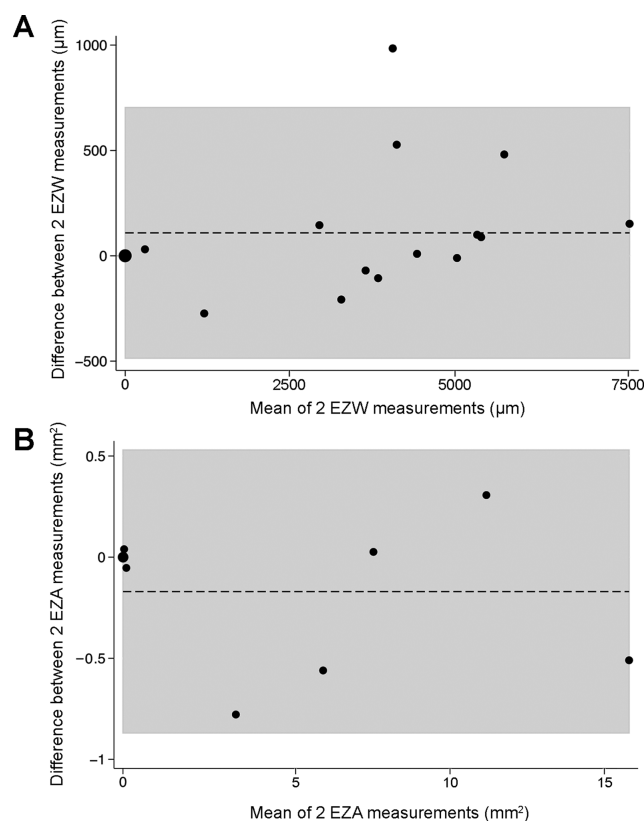 A
Difference between 2 EZW measurements (μm)
1000
500
0
−500
0 2500 5000 7500
Mean of 2 EZW measurements (μm)
B
Difference between 2 EZA measurements (mm²)
0.5
0
−0.5
−1
0 5 10 15
Mean of 2 EZA measurements (mm²)